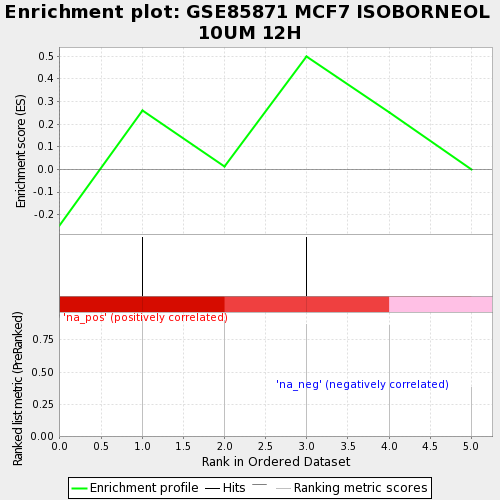 Enrichment plot: GSE85871 MCF7 ISOBORNEOL
10UM 12H
Enrichment score (ES)
0.5
0.4
0.3
0.2
0.1
0.0
-0.1
-0.2
'na_pos' (positively correlated)
'na_neg' (negatively correlated)
Ranked list metric (PreRanked)
0.75
0.50
0.25
0.00
0.0 0.5 1.0 1.5 2.0 2.5 3.0 3.5 4.0 4.5 5.0
Rank in Ordered Dataset
Enrichment profile Hits Ranking metric scores